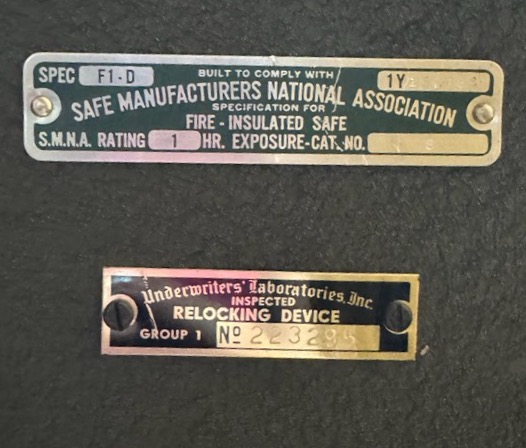 SPEC F1-D BUILT TO COMPLY WITH 1Y
SAFE MANUFACTURERS NATIONAL ASSOCIATION
SPECIFICATION FOR
FIRE-INSULATED SAFE
S.M.N.A. RATING 1 HR. EXPOSURE-CAT. NO.
Underwriters' Laboratories, Inc.
INSPECTED
RELOCKING DEVICE
GROUP 1 Nº